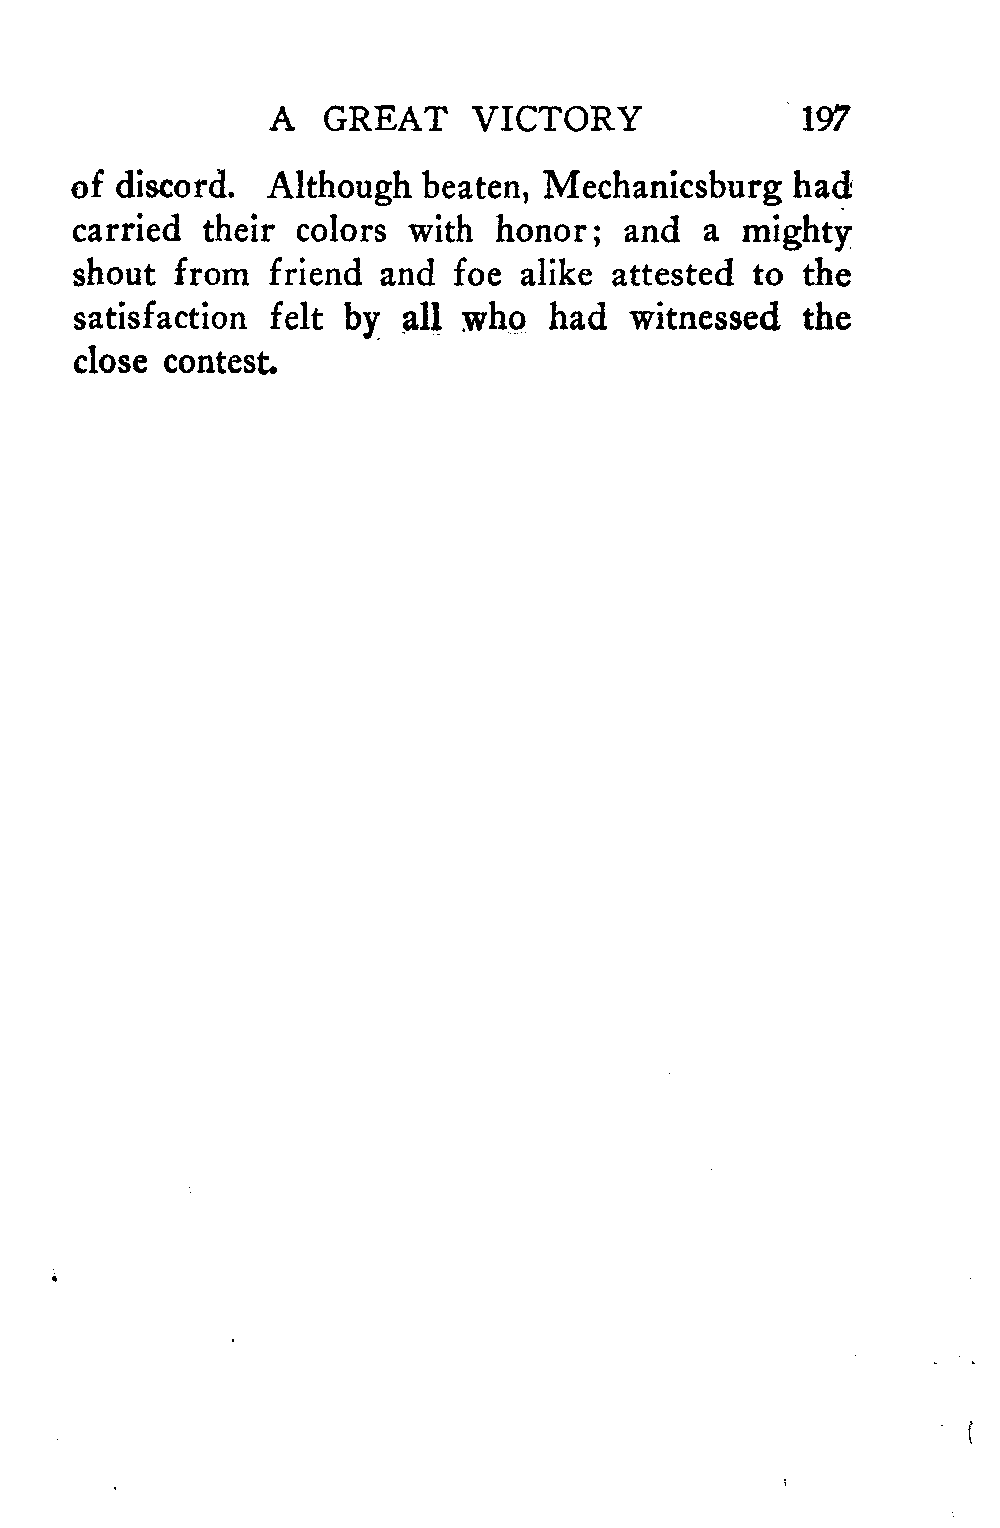 A GREAT VICTORY 197
of discord. Although beaten, Mechanicsburg had
carried their colors with honor; and a mighty
shout from friend and foe alike attested to the
satisfaction felt by all who had witnessed the
close contest.